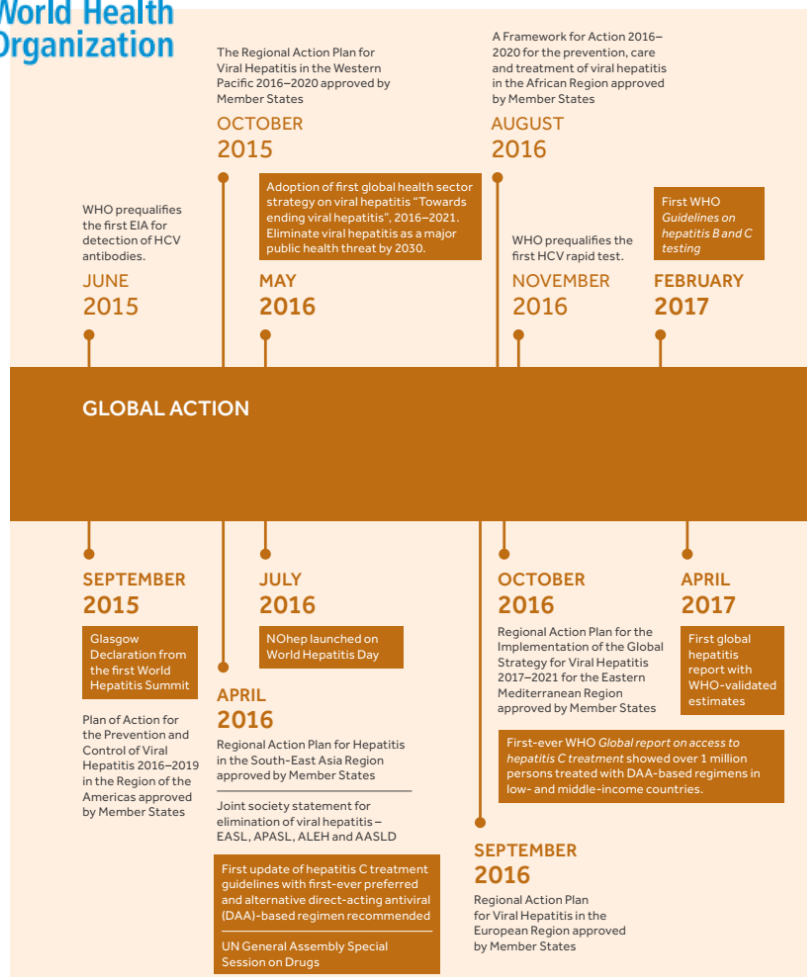 World Health
Organization
The Regional Action Plan for
Viral Hepatitis in the Western
Pacific 2016–2020 approved by
Member States
OCTOBER
2015
A Framework for Action 2016–
2020 for the prevention, care
and treatment of viral hepatitis
in the African Region approved
by Member States
AUGUST
2016
WHO prequalifies
the first EIA for
detection of HCV
antibodies.
JUNE
2015
Adoption of first global health sector
strategy on viral hepatitis "Towards
ending viral hepatitis", 2016–2021.
Eliminate viral hepatitis as a major
public health threat by 2030.
MAY
2016
WHO prequalifies the
first HCV rapid test.
NOVEMBER
2016
First WHO
Guidelines on
hepatitis B and C
testing
FEBRUARY
2017
GLOBAL ACTION
SEPTEMBER
2015
Glasgow
Declaration from
the first World
Hepatitis Summit
Plan of Action for
the Prevention and
Control of Viral
Hepatitis 2016–2019
in the Region of the
Americas approved
by Member States
JULY
2016
NOhep launched on
World Hepatitis Day
APRIL
2016
Regional Action Plan for Hepatitis
in the South-East Asia Region
approved by Member States
Joint society statement for
elimination of viral hepatitis –
EASL, APASL, ALEH and AASLD
First update of hepatitis C treatment
guidelines with first-ever preferred
and alternative direct-acting antiviral
(DAA)-based regimen recommended
UN General Assembly Special
Session on Drugs
OCTOBER
2016
Regional Action Plan for the
Implementation of the Global
Strategy for Viral Hepatitis
2017–2021 for the Eastern
Mediterranean Region
approved by Member States
First-ever WHO Global report on access to
hepatitis C treatment showed over 1 million
persons treated with DAA-based regimens in
low- and middle-income countries.
APRIL
2017
First global
hepatitis
report with
WHO-validated
estimates
SEPTEMBER
2016
Regional Action Plan
for Viral Hepatitis in the
European Region approved
by Member States